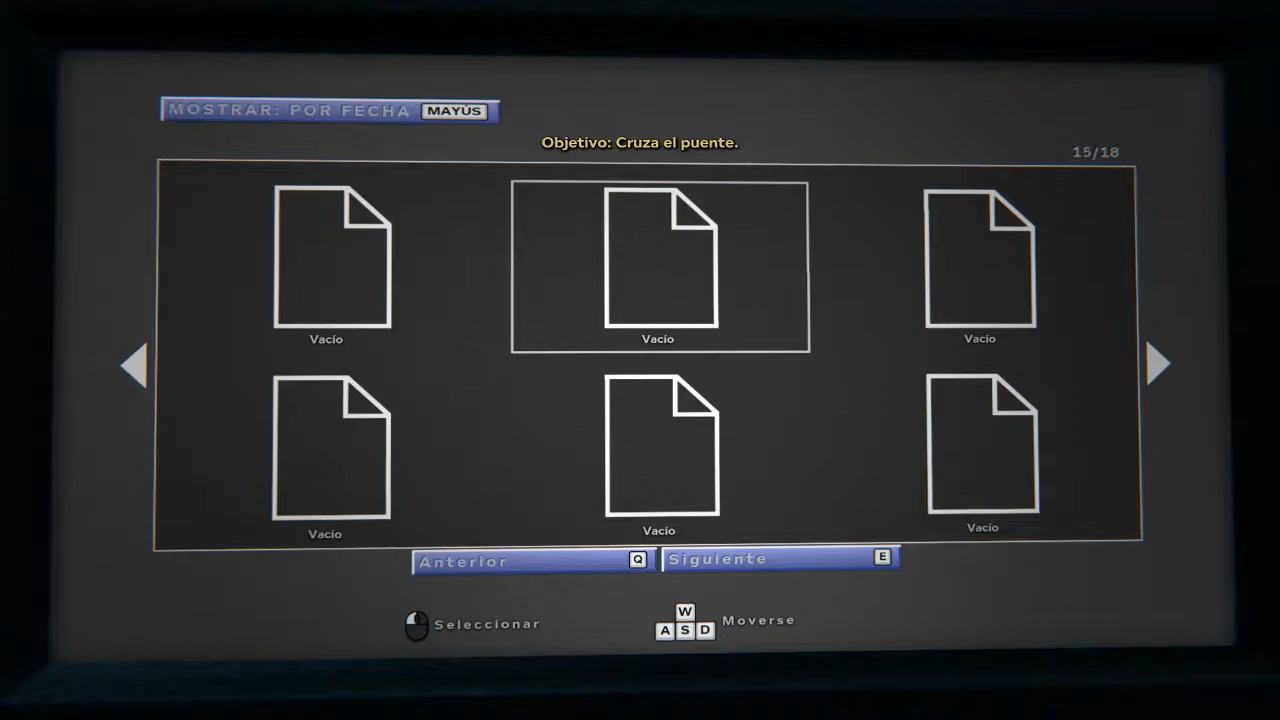 MOSTRAR: POR FECHA MAYÚS
Objetivo: Cruza el puente.
15/18
Vacío Vacío Vacío
Vacío Vacío Vacío
Anterior Q Siguiente E
Seleccionar W A S D Moverse